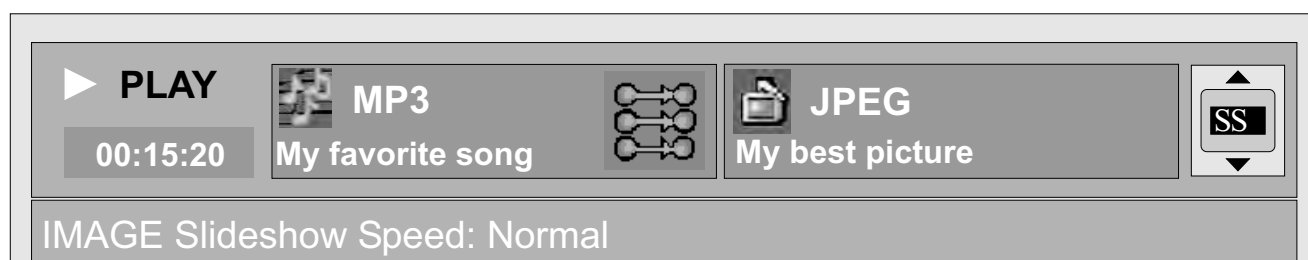 PLAY
00:15:20
MP3
My favorite song
JPEG
My best picture
SS
IMAGE Slideshow Speed: Normal